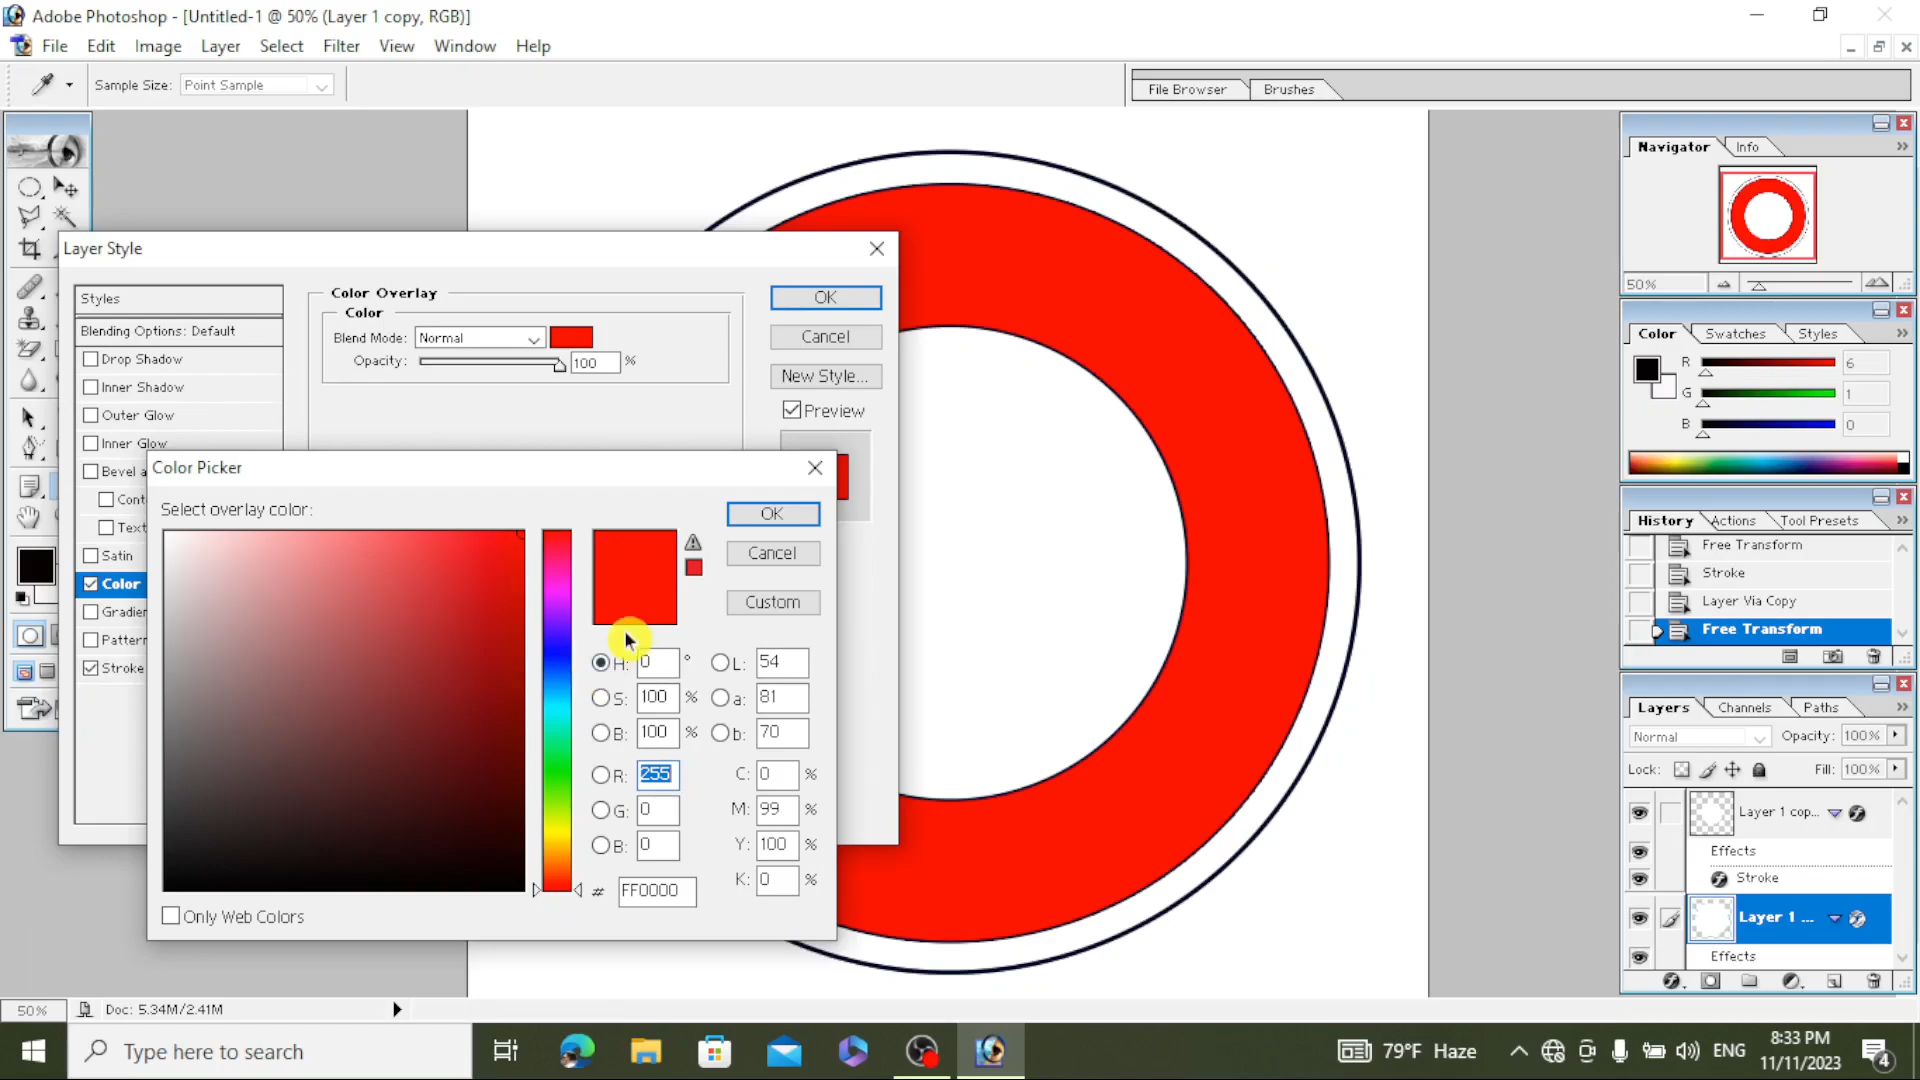 Adobe Photoshop - [Untitled-1 @ 50% (Layer 1 copy, RGB)]
File Edit Image Layer Select Filter View Window Help
Sample Size: Point Sample
File Browser Brushes
Navigator Info
50%
Color Swatches Styles
R 6
G 1
B 0
History Actions Tool Presets
Free Transform
Stroke
Layer Via Copy
Free Transform
Layers Channels Paths
Normal Opacity: 100%
Lock: Fill: 100%
Layer 1 cop...
Effects
Stroke
Layer 1 ...
Effects
Layer Style
Styles
Blending Options: Default
Drop Shadow
Inner Shadow
Outer Glow
Inner Glow
Bevel a
Cont
Text
Satin
Color
Gradien
Pattern
Stroke
Color Overlay
Color
Blend Mode: Normal
Opacity: 100 %
OK
Cancel
New Style...
Preview
Color Picker
Select overlay color:
OK
Cancel
Custom
H: 0 ° L: 54
S: 100 % a: 81
B: 100 % b: 70
R: 255 C: 0 %
G: 0 M: 99 %
B: 0 Y: 100 %
# FF0000 K: 0 %
Only Web Colors
50% Doc: 5.34M/2.41M
Type here to search
79°F Haze
ENG
8:33 PM
11/11/2023
4